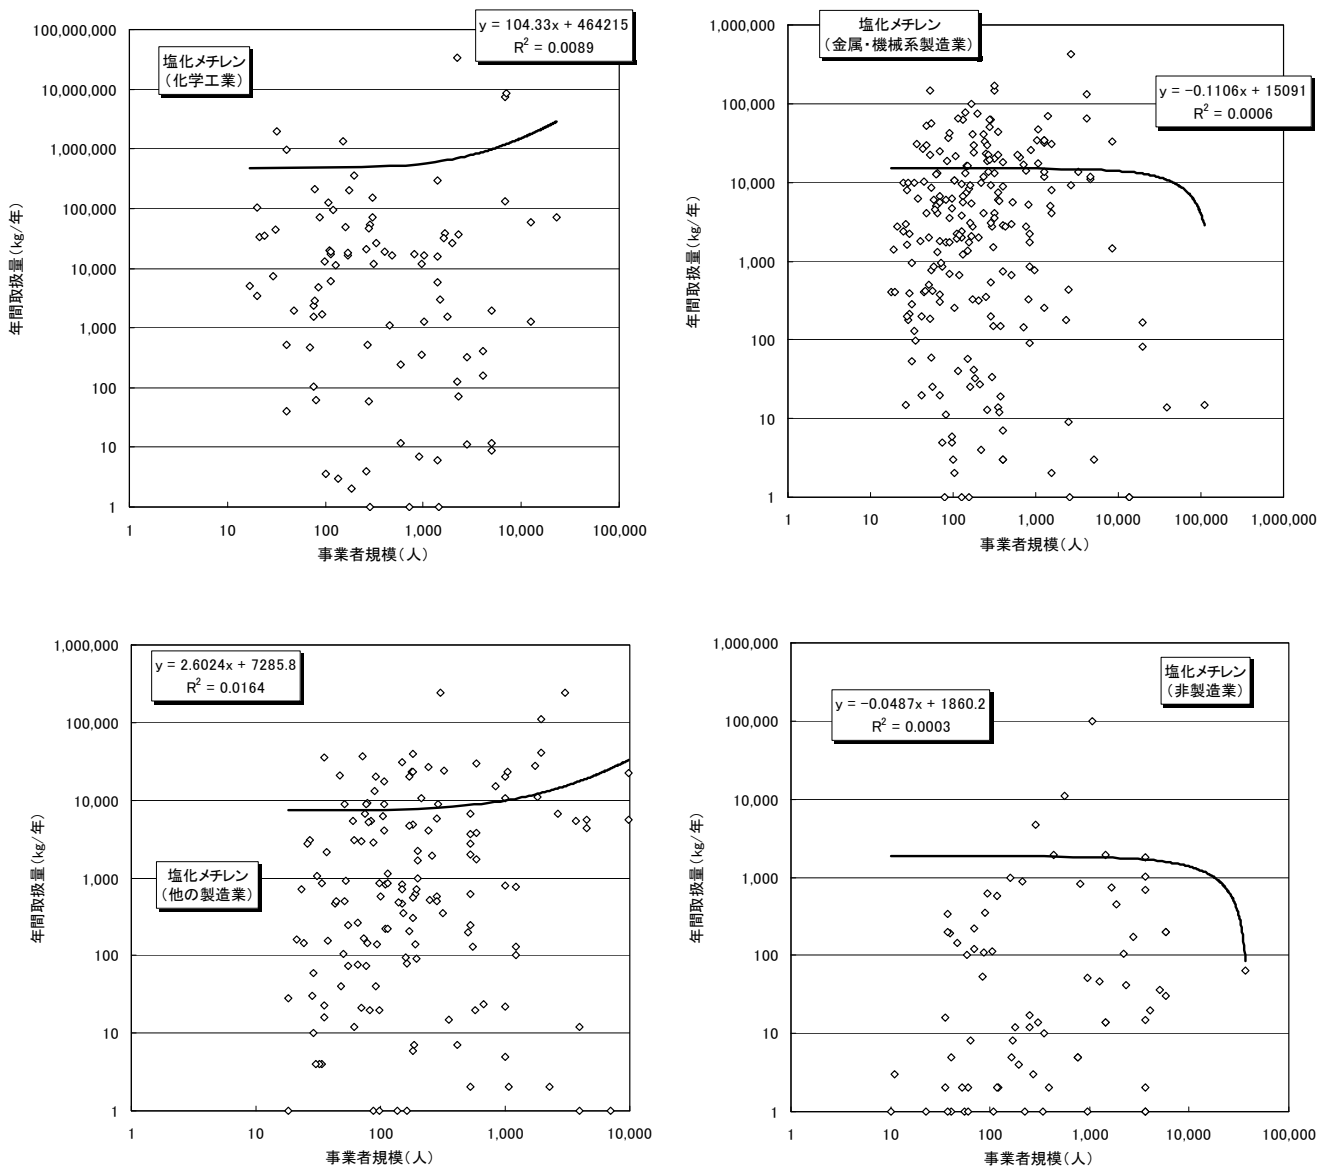 y = 104.33x + 464215
R² = 0.0089
塩化メチレン
（化学工業）
100,000,000
10,000,000
1,000,000
100,000
10,000
1,000
100
10
1
年間取扱量（kg/年）
1
10
100
1,000
10,000
100,000
事業者規模（人）
塩化メチレン
（金属・機械系製造業）
y = −0.1106x + 15091
R² = 0.0006
1,000,000
100,000
10,000
1,000
100
10
1
年間取扱量（kg/年）
1
10
100
1,000
10,000
100,000
1,000,000
事業者規模（人）
y = 2.6024x + 7285.8
R² = 0.0164
塩化メチレン
（他の製造業）
1,000,000
100,000
10,000
1,000
100
10
1
年間取扱量（kg/年）
1
10
100
1,000
10,000
事業者規模（人）
塩化メチレン
（非製造業）
y = −0.0487x + 1860.2
R² = 0.0003
1,000,000
100,000
10,000
1,000
100
10
1
年間取扱量（kg/年）
1
10
100
1,000
10,000
100,000
事業者規模（人）